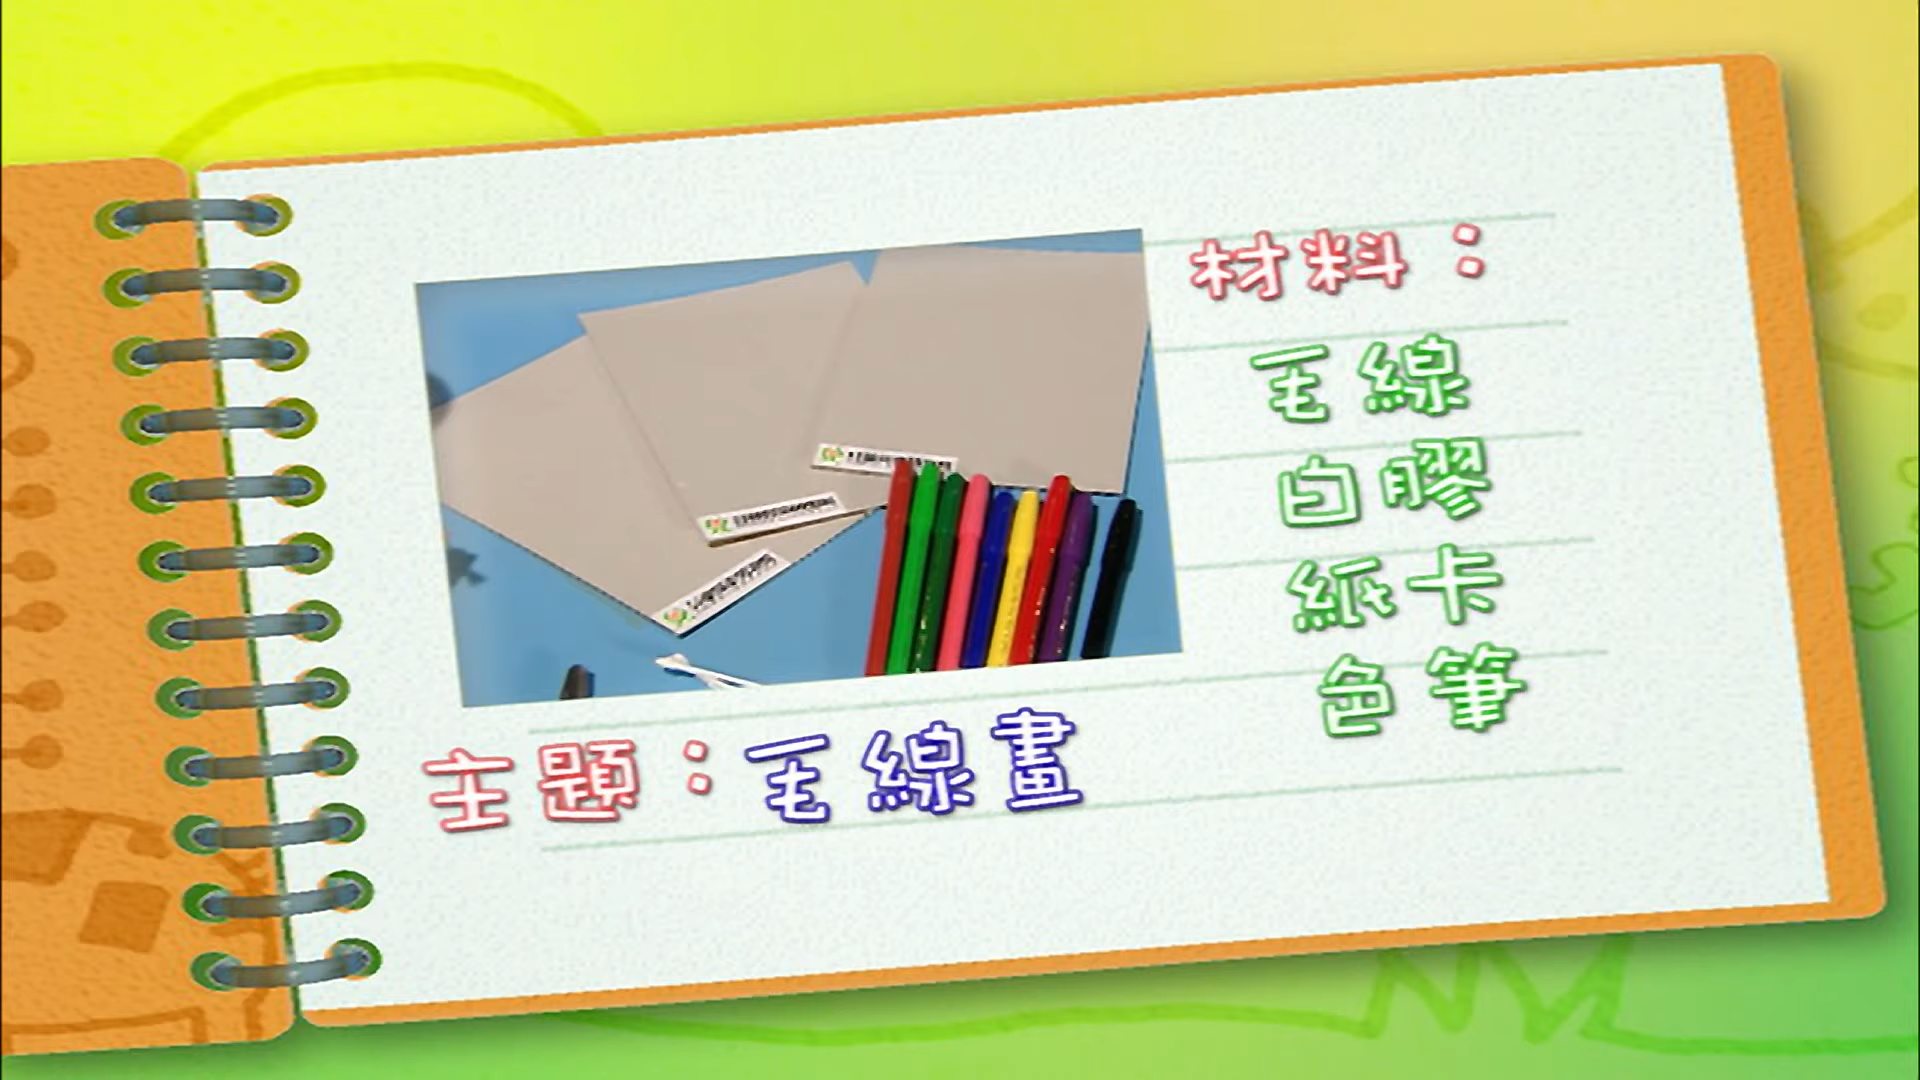 材料：
毛線
白膠
紙卡
色筆
主題：毛線畫